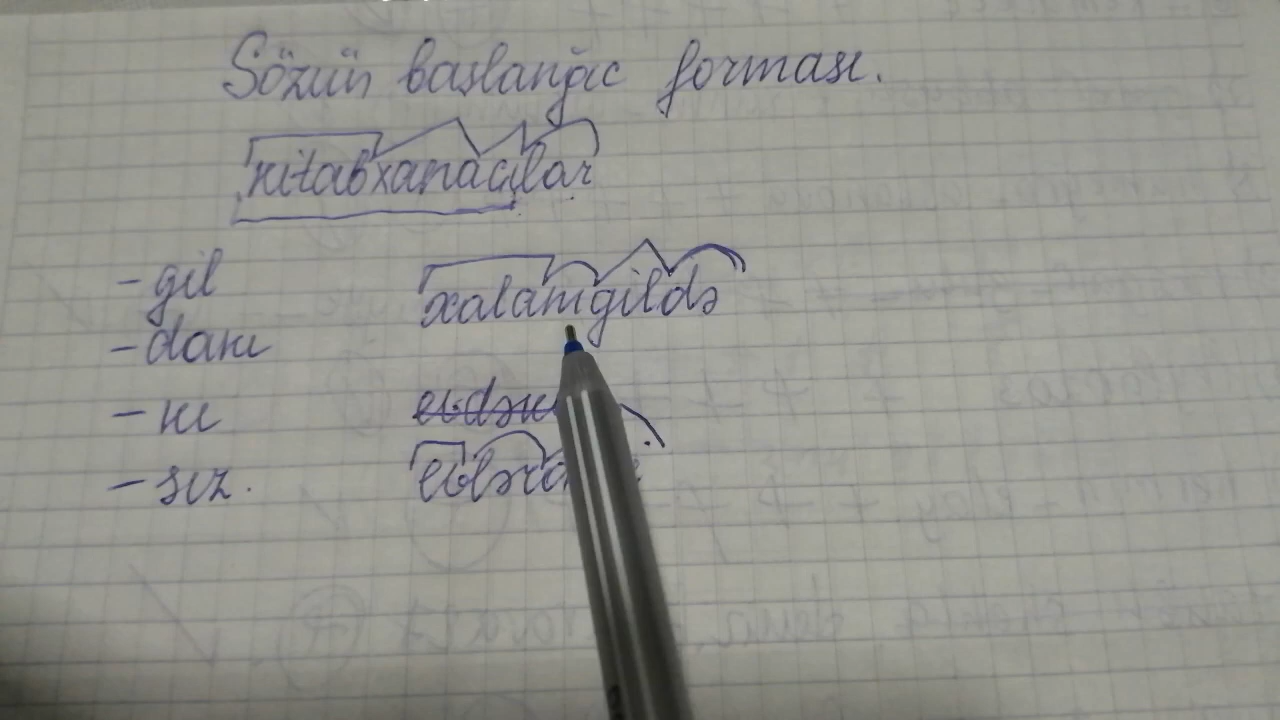 Sözün başlanğıc forması.
kitabxanaçılar
-gil xalamgildə
-dakı
-kı
-sız.